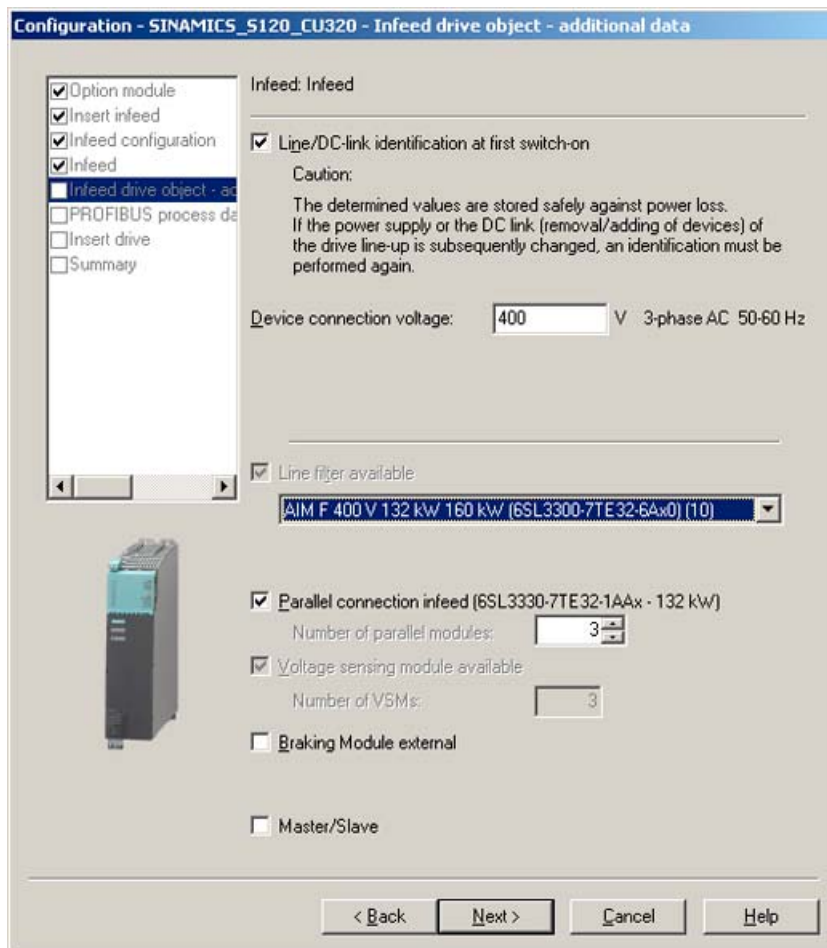 Configuration - SINAMICS_S120_CU320 - Infeed drive object - additional data
Option module
Insert infeed
Infeed configuration
Infeed
Infeed drive object - ad
PROFIBUS process da
Insert drive
Summary
Infeed: Infeed
Line/DC-link identification at first switch-on
Caution:
The determined values are stored safely against power loss.
If the power supply or the DC link (removal/adding of devices) of
the drive line-up is subsequently changed, an identification must be
performed again.
Device connection voltage: 400 V 3-phase AC 50-60 Hz
Line filter available
AIM F 400 V 132 kW 160 kW (6SL3300-7TE32-6Ax0) (10)
Parallel connection infeed (6SL3330-7TE32-1AAx - 132 kW)
Number of parallel modules: 3
Voltage sensing module available
Number of VSMs: 3
Braking Module external
Master/Slave
< Back Next > Cancel Help